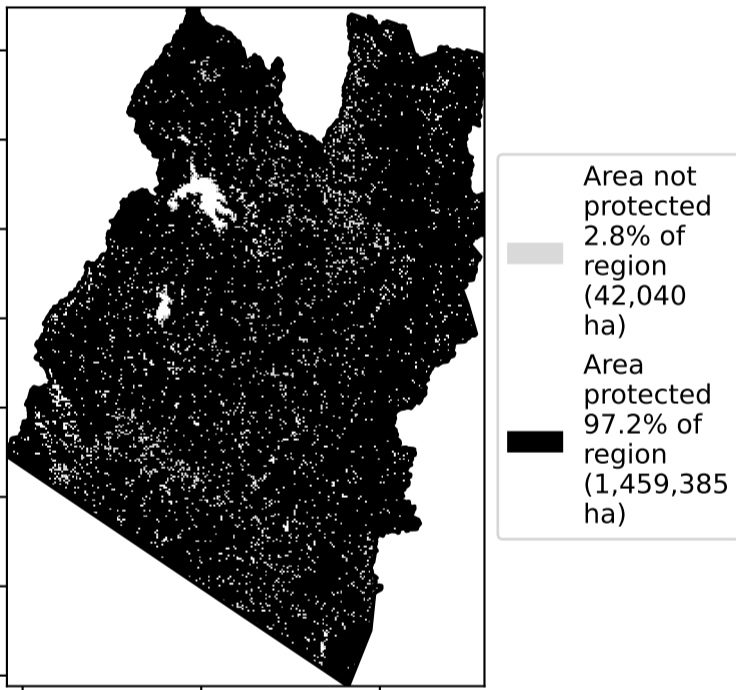 Area not
protected
2.8% of
region
(42,040
ha)
Area
protected
97.2% of
region
(1,459,385
ha)